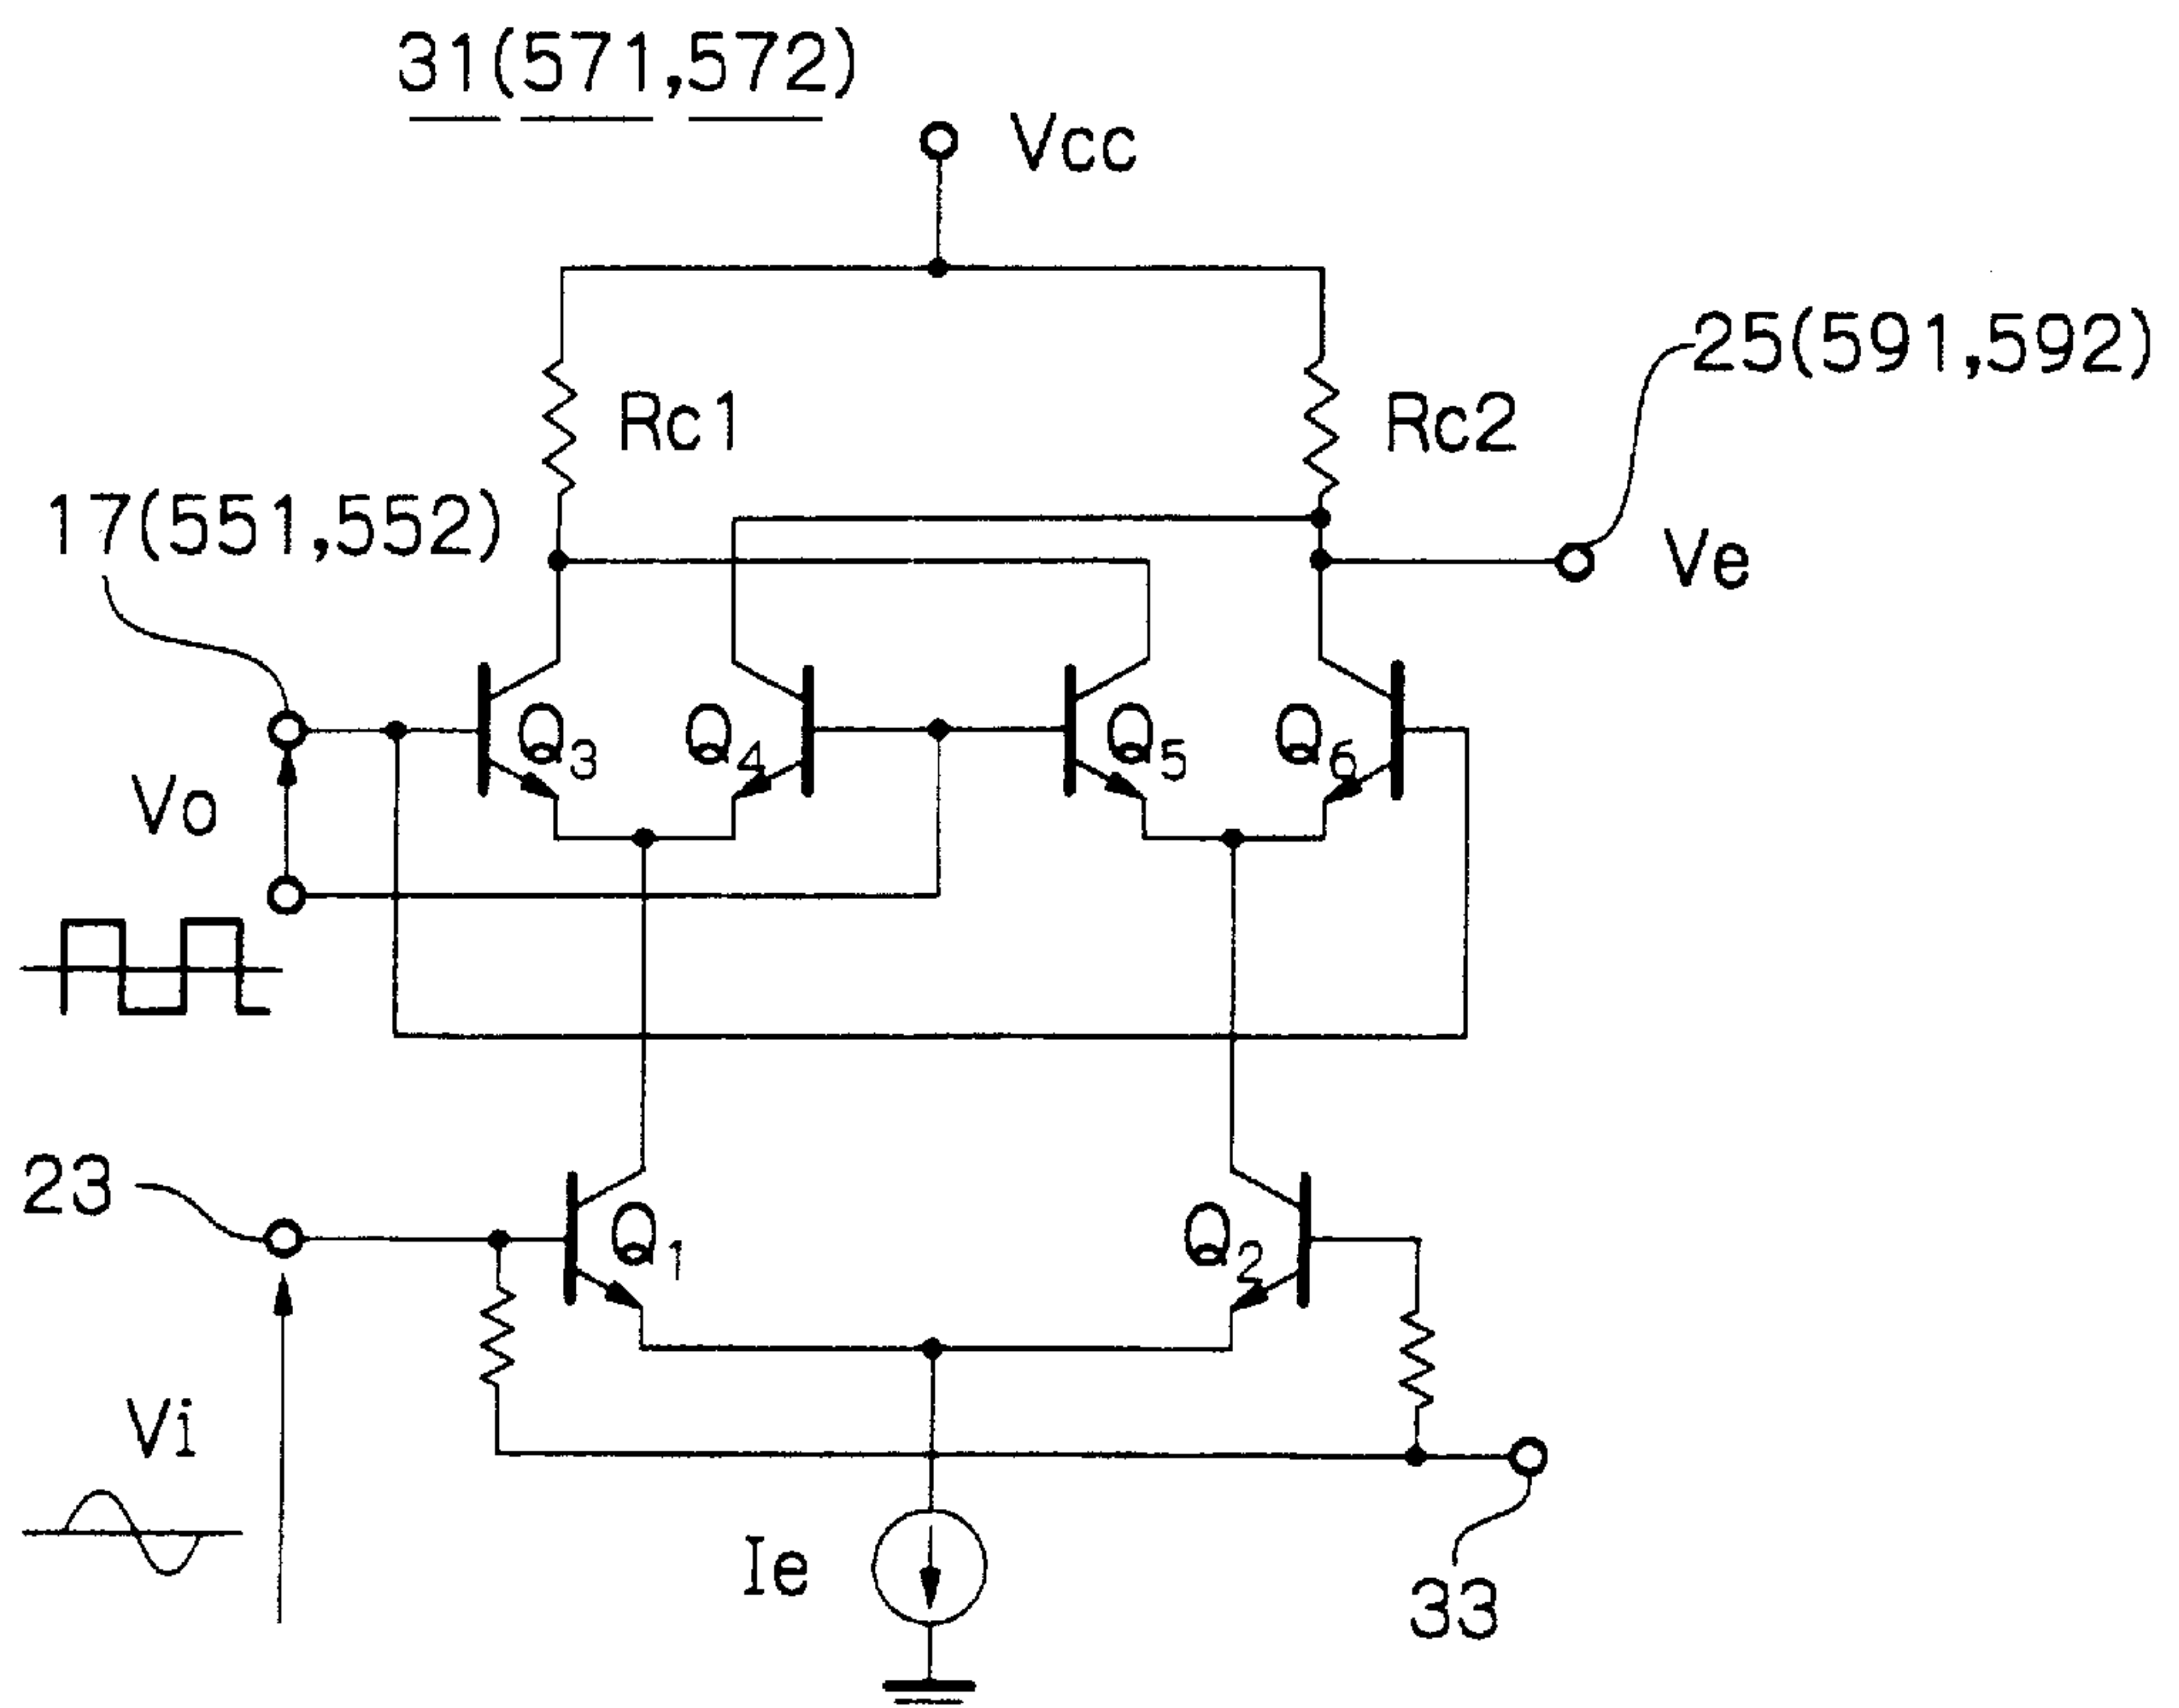 31(571,572)
Vcc
25(591,592)
Rc1
Rc2
17(551,552)
Ve
Q3
Q4
Q5
Q6
Vo
23
Q1
Q2
Vi
Ie
33